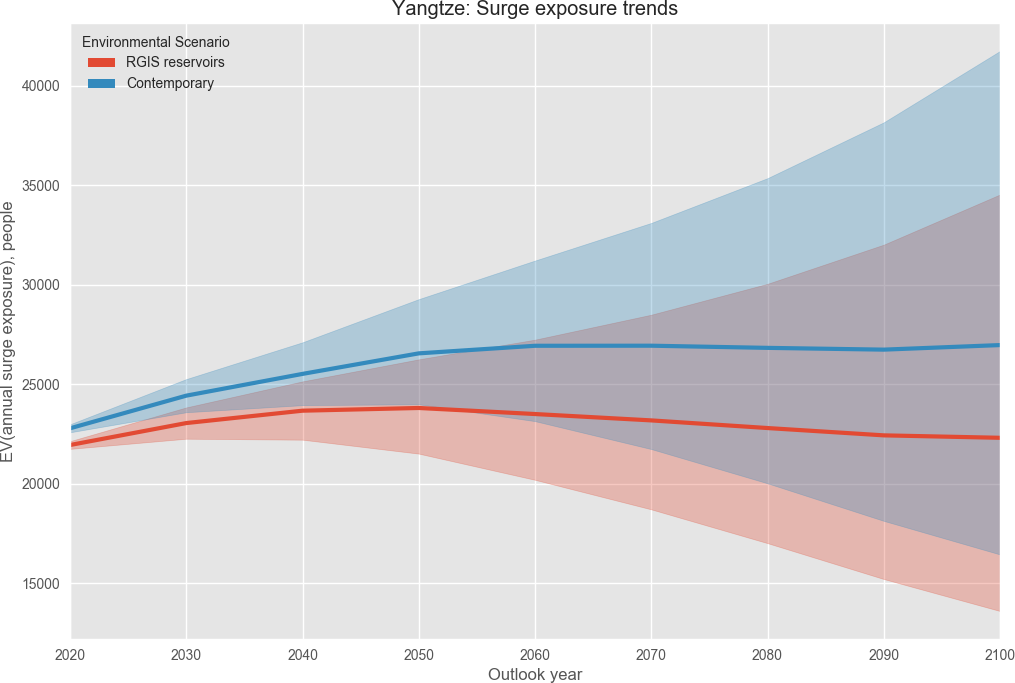 Yangtze: Surge exposure trends
Environmental Scenario
RGIS reservoirs
Contemporary
EV(annual surge exposure), people
40000
35000
30000
25000
20000
15000
2020 2030 2040 2050 2060 2070 2080 2090 2100
Outlook year